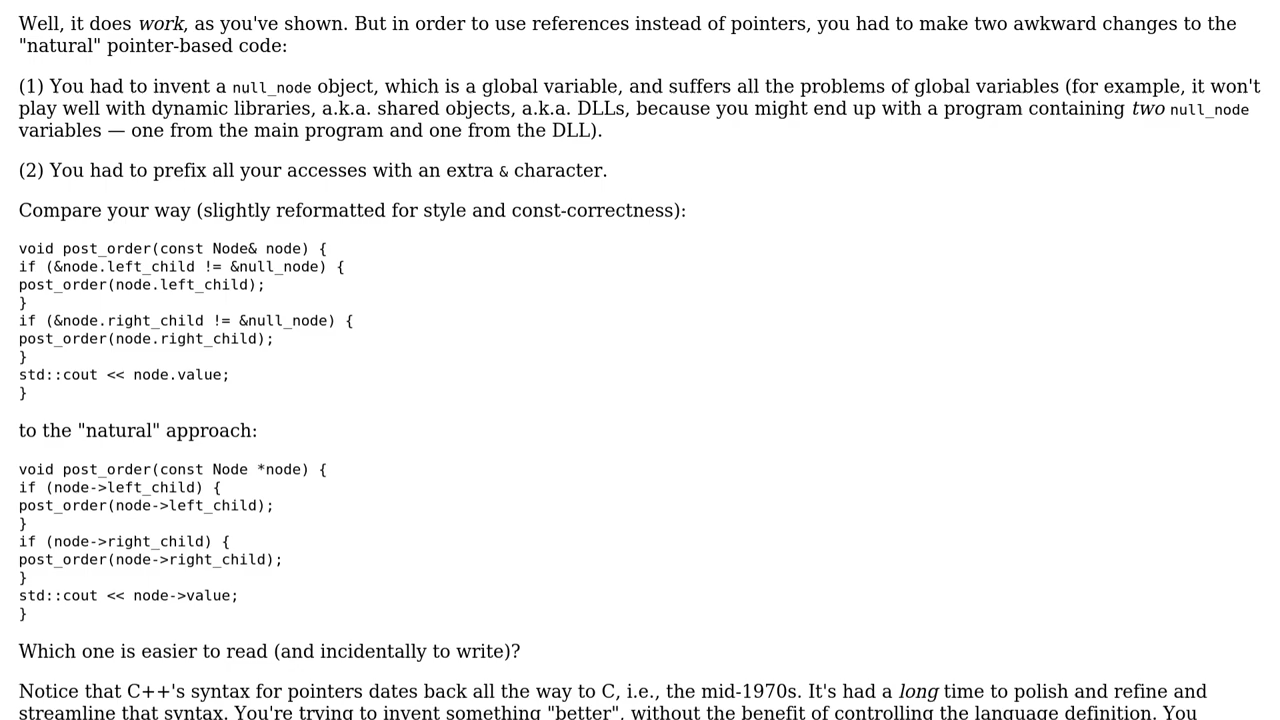 Well, it does work, as you've shown. But in order to use references instead of pointers, you had to make two awkward changes to the
"natural" pointer-based code:
(1) You had to invent a null_node object, which is a global variable, and suffers all the problems of global variables (for example, it won't
play well with dynamic libraries, a.k.a. shared objects, a.k.a. DLLs, because you might end up with a program containing two null_node
variables — one from the main program and one from the DLL).
(2) You had to prefix all your accesses with an extra & character.
Compare your way (slightly reformatted for style and const-correctness):
void post_order(const Node& node) {
if (&node.left_child != &null_node) {
post_order(node.left_child);
}
if (&node.right_child != &null_node) {
post_order(node.right_child);
}
std::cout << node.value;
}
to the "natural" approach:
void post_order(const Node *node) {
if (node->left_child) {
post_order(node->left_child);
}
if (node->right_child) {
post_order(node->right_child);
}
std::cout << node->value;
}
Which one is easier to read (and incidentally to write)?
Notice that C++'s syntax for pointers dates back all the way to C, i.e., the mid-1970s. It's had a long time to polish and refine and
streamline that syntax. You're trying to invent something "better", without the benefit of controlling the language definition. You